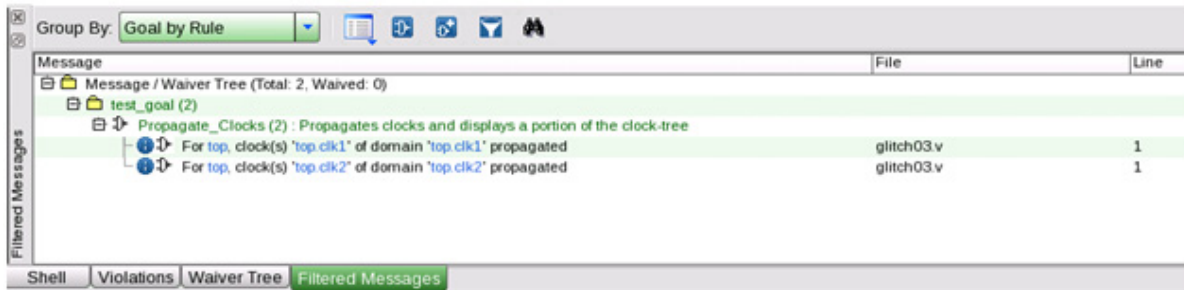 Group By: Goal by Rule
Message File Line
Message / Waiver Tree (Total: 2, Waived: 0)
test_goal (2)
Propagate_Clocks (2) : Propagates clocks and displays a portion of the clock-tree
For top, clock(s) 'top.clk1' of domain 'top.clk1' propagated glitch03.v 1
For top, clock(s) 'top.clk2' of domain 'top.clk2' propagated glitch03.v 1
Filtered Messages
Shell Violations Waiver Tree Filtered Messages